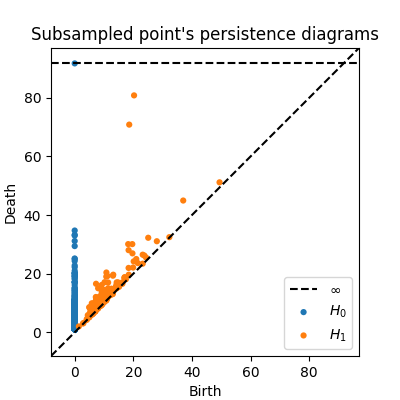 Subsampled point's persistence diagrams
Death
80
60
40
20
0
0 20 40 60 80
Birth
∞
H₀
H₁